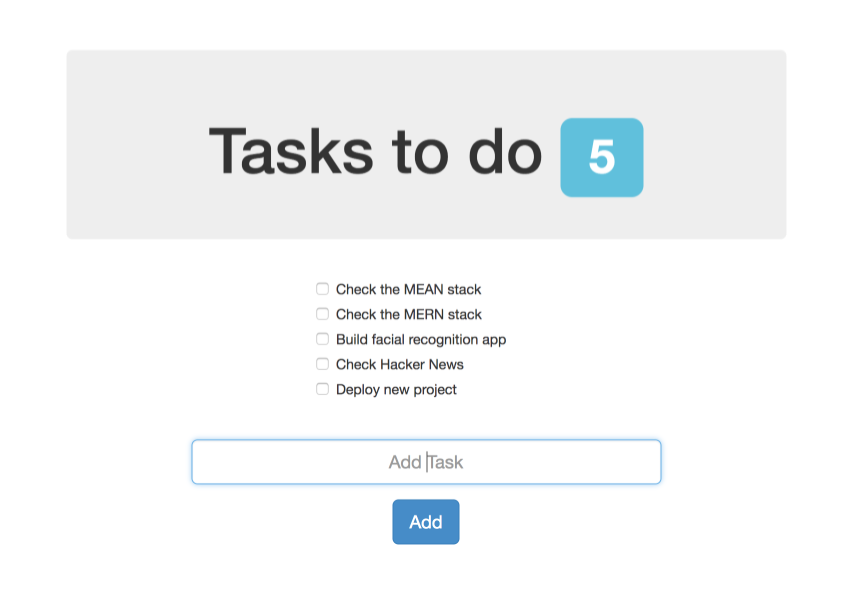 Tasks to do 5
Check the MEAN stack
Check the MERN stack
Build facial recognition app
Check Hacker News
Deploy new project
Add Task
Add